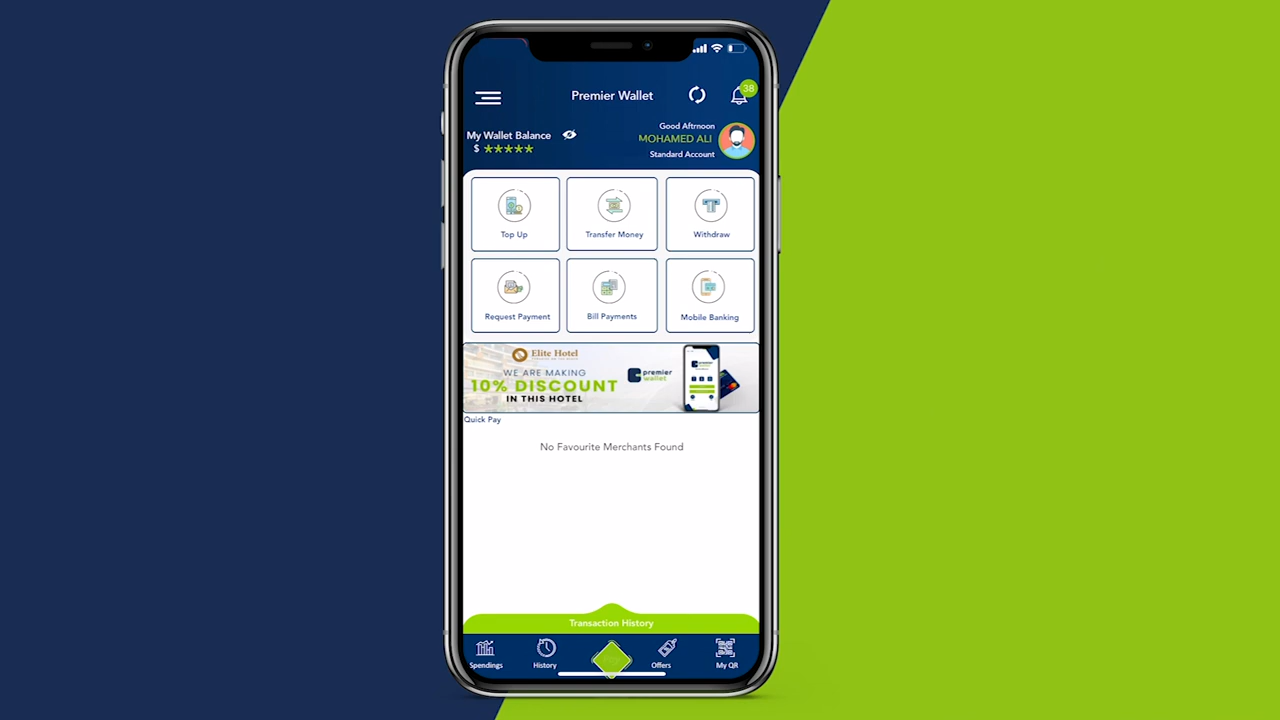 Premier Wallet
38
My Wallet Balance
$ *****
Good Aftrnoon
MOHAMED ALI
Standard Account
Top Up
Transfer Money
Withdraw
Request Payment
Bill Payments
Mobile Banking
Elite Hotel
WE ARE MAKING
10% DISCOUNT
IN THIS HOTEL
premier
wallet
Quick Pay
No Favourite Merchants Found
Transaction History
Spendings
History
Offers
My QR